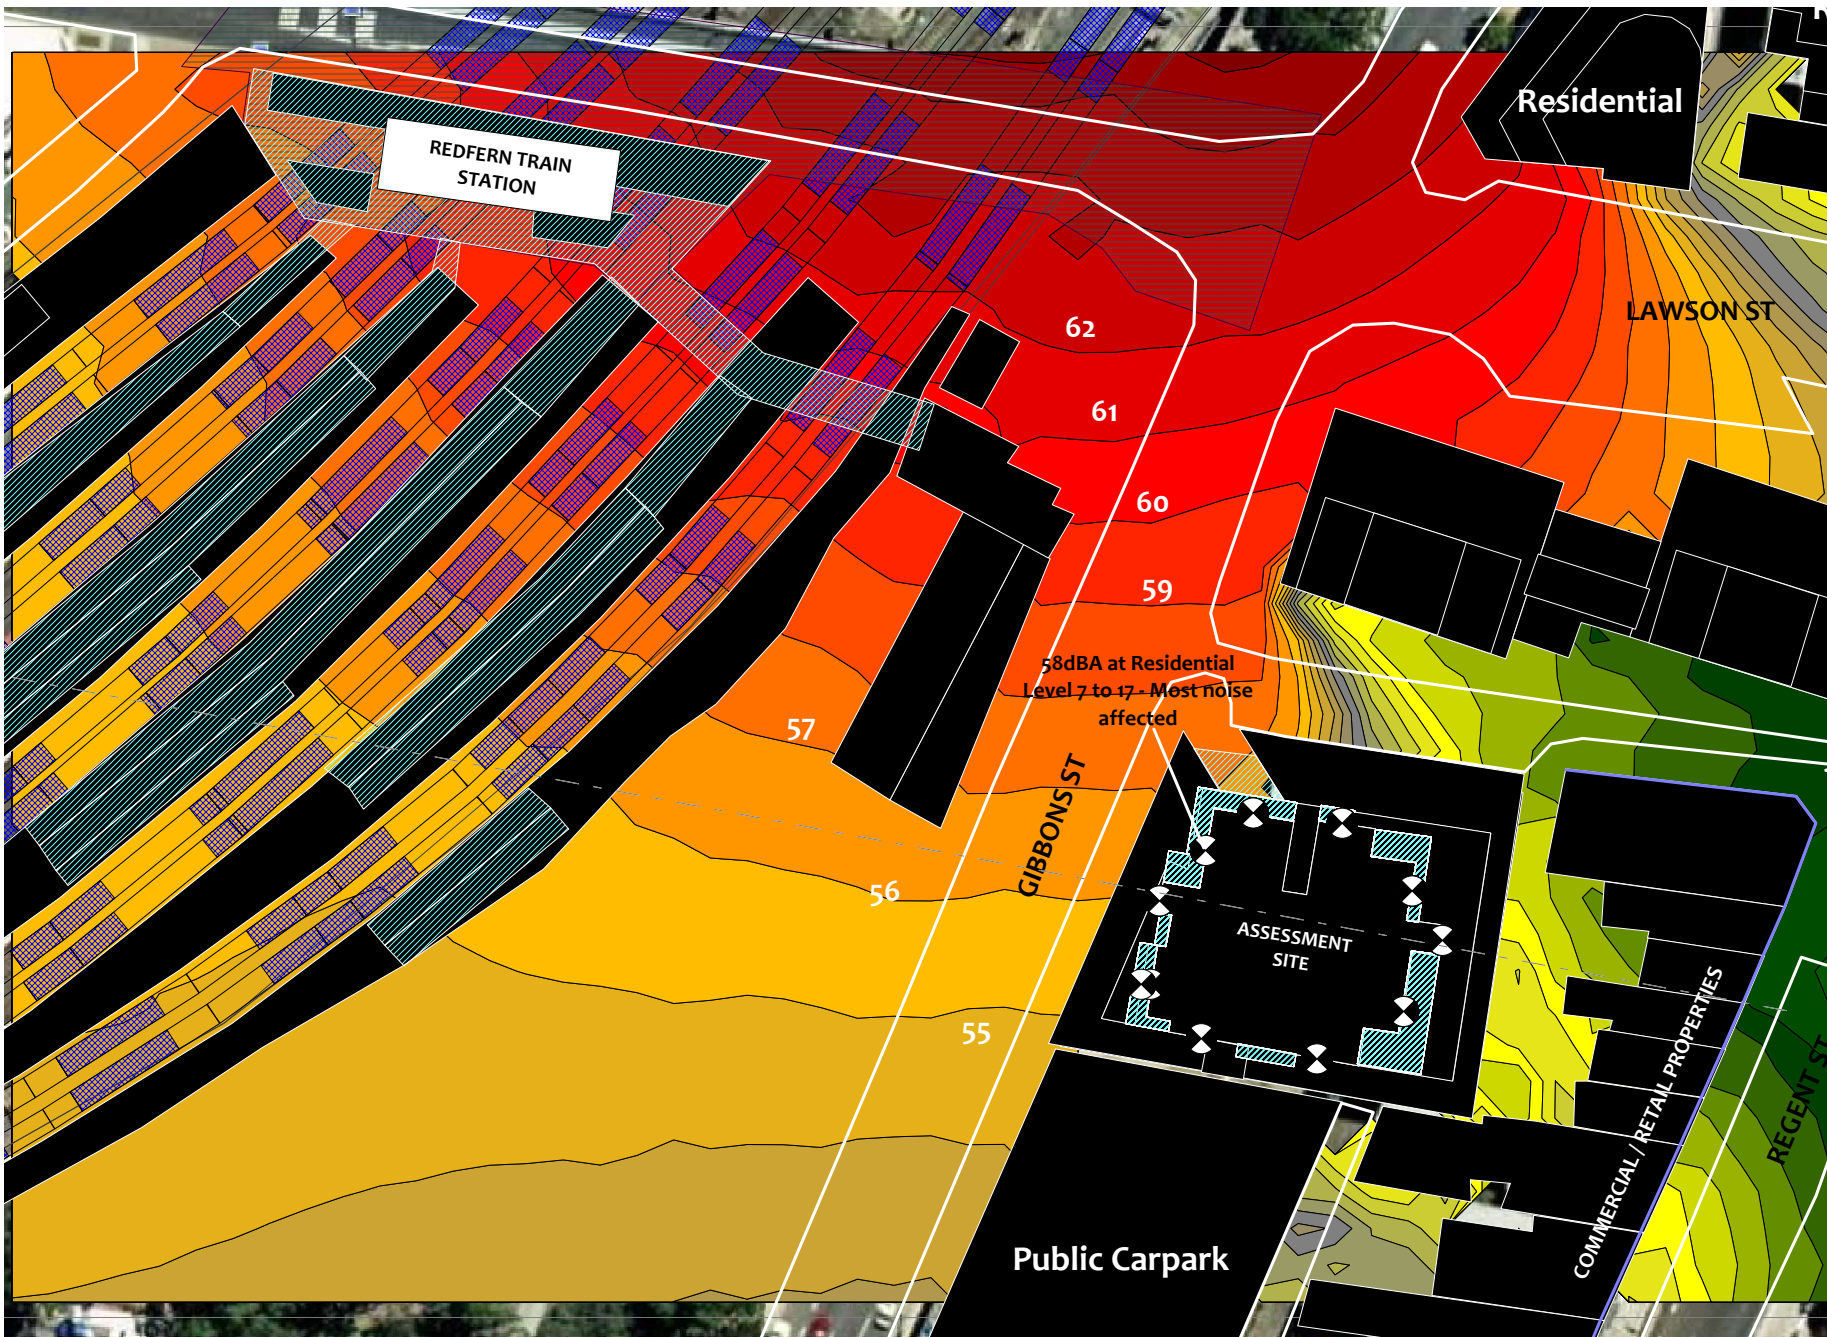 Residential
REDFERN TRAIN
STATION
LAWSON ST
62
61
60
59
58dBA at Residential
Level 7 to 17 - Most noise
affected
57
GIBBONS ST
56
ASSESSMENT
SITE
55
COMMERCIAL / RETAIL PROPERTIES
REGENT ST
Public Carpark